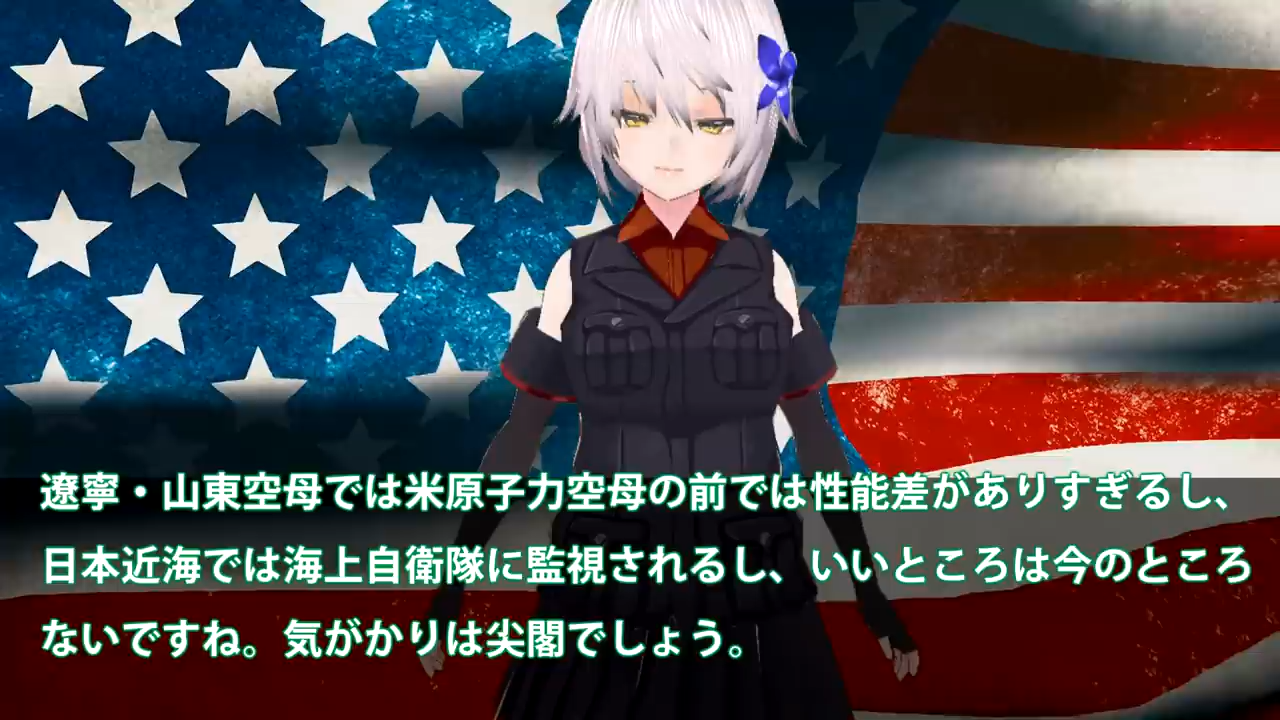 遼寧・山東空母では米原子力空母の前では性能差がありすぎるし、
日本近海では海上自衛隊に監視されるし、いいところは今のところ
ないですね。気がかりは尖閣でしょう。